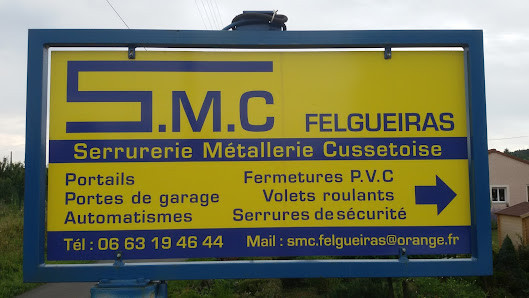 S.M.C FELGUEIRAS
Serrurerie Métallerie Cussetoise
Portails Fermetures P.V.C
Portes de garage Volets roulants
Automatismes Serrures de sécurité
Tél : 06 63 19 46 44 Mail : smc.felgueiras@orange.fr